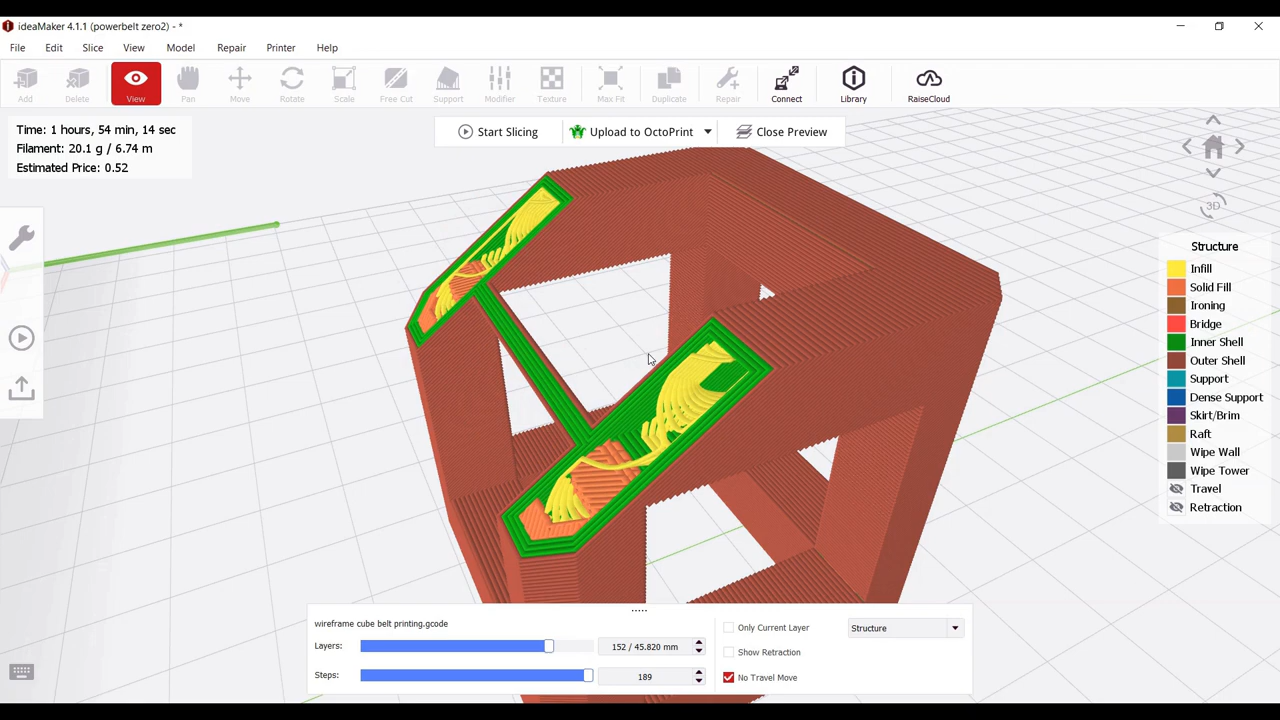 ideaMaker 4.1.1 (powerbelt zero2) - *
File Edit Slice View Model Repair Printer Help
Add Delete View Pan Move Rotate Scale Free Cut Support Modifier Texture Max Fit Duplicate Repair Connect Library RaiseCloud
Time: 1 hours, 54 min, 14 sec
Filament: 20.1 g / 6.74 m
Estimated Price: 0.52
Start Slicing Upload to OctoPrint Close Preview
3D
Structure
Infill
Solid Fill
Ironing
Bridge
Inner Shell
Outer Shell
Support
Dense Support
Skirt/Brim
Raft
Wipe Wall
Wipe Tower
Travel
Retraction
wireframe cube belt printing.gcode
Layers: 152 / 45.820 mm
Steps: 189
Only Current Layer Structure
Show Retraction
No Travel Move